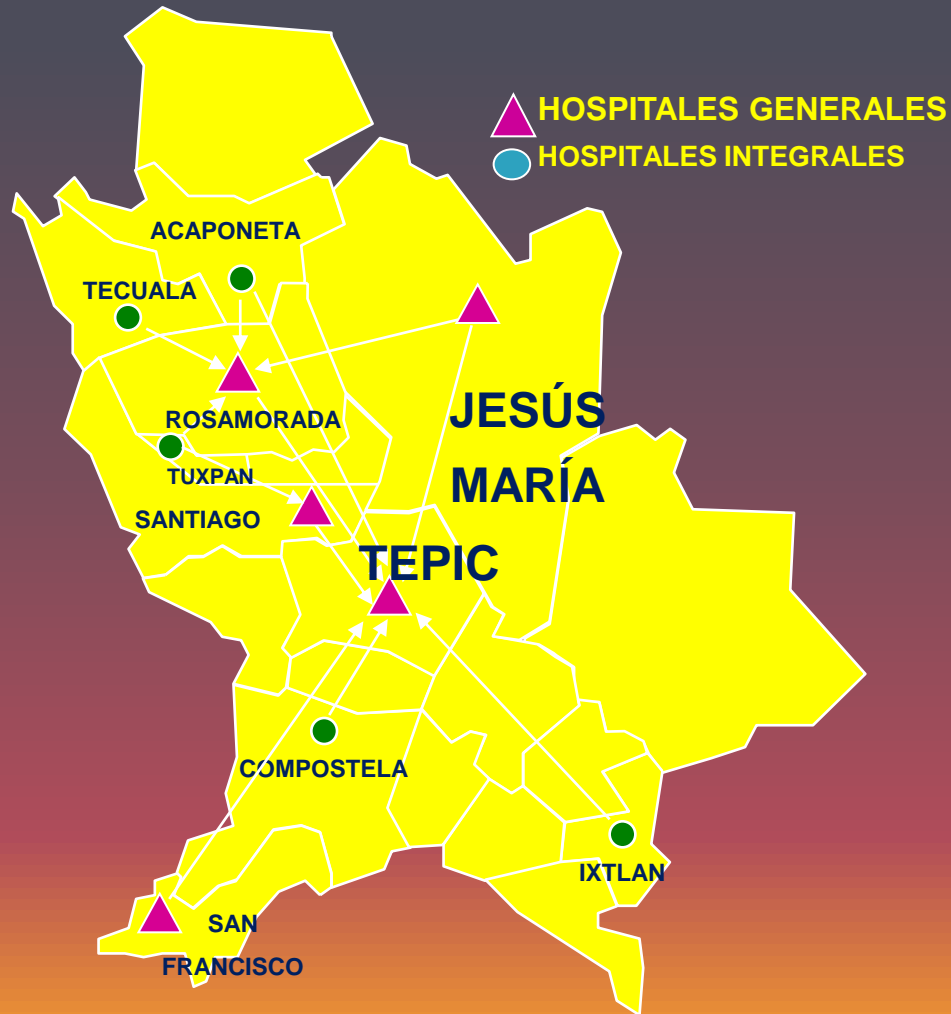 HOSPITALES GENERALES
HOSPITALES INTEGRALES
ACAPONETA
TECUALA
JESÚS
MARÍA
ROSAMORADA
TUXPAN
SANTIAGO
TEPIC
COMPOSTELA
IXTLAN
SAN
FRANCISCO